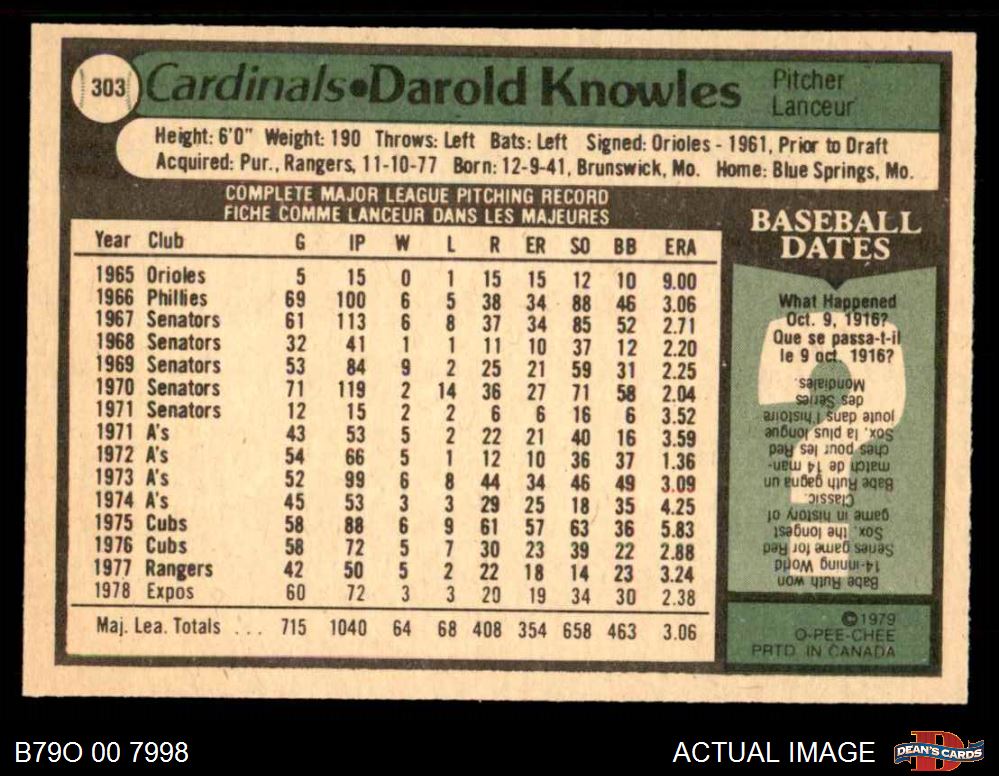 303 Cardinals•Darold Knowles Pitcher
Lanceur
Height: 6'0" Weight: 190 Throws: Left Bats: Left Signed: Orioles - 1961, Prior to Draft
Acquired: Pur., Rangers, 11-10-77 Born: 12-9-41, Brunswick, Mo. Home: Blue Springs, Mo.
COMPLETE MAJOR LEAGUE PITCHING RECORD
FICHE COMME LANCEUR DANS LES MAJEURES
Year Club G IP W L R ER SO BB ERA
1965 Orioles 5 15 0 1 15 15 12 10 9.00
1966 Phillies 69 100 6 5 38 34 88 46 3.06
1967 Senators 61 113 6 8 37 34 85 52 2.71
1968 Senators 32 41 1 1 11 10 37 12 2.20
1969 Senators 53 84 9 2 25 21 59 31 2.25
1970 Senators 71 119 2 14 36 27 71 58 2.04
1971 Senators 12 15 2 2 6 6 16 6 3.52
1971 A's 43 53 5 2 22 21 40 16 3.59
1972 A's 54 66 5 1 12 10 36 37 1.36
1973 A's 52 99 6 8 44 34 46 49 3.09
1974 A's 45 53 3 3 29 25 18 35 4.25
1975 Cubs 58 88 6 9 61 57 63 36 5.83
1976 Cubs 58 72 5 7 30 23 39 22 2.88
1977 Rangers 42 50 5 2 22 18 14 23 3.24
1978 Expos 60 72 3 3 20 19 34 30 2.38
Maj. Lea. Totals ... 715 1040 64 68 408 354 658 463 3.06
BASEBALL
DATES
What Happened
Oct. 9, 1916?
Que se passa-t-il
le 9 oct. 1916?
Babe Ruth won
14-inning World
Series game for Red
Sox, the longest
game in history of
Classic.
Babe Ruth gagna un
match de 14 man-
ches pour les Red
Sox, la plus longue
joute dans l'histoire
des Séries
Mondiales.
©1979
O-PEE-CHEE
PRTD. IN CANADA
B79O 00 7998
ACTUAL IMAGE
DEAN'S CARDS